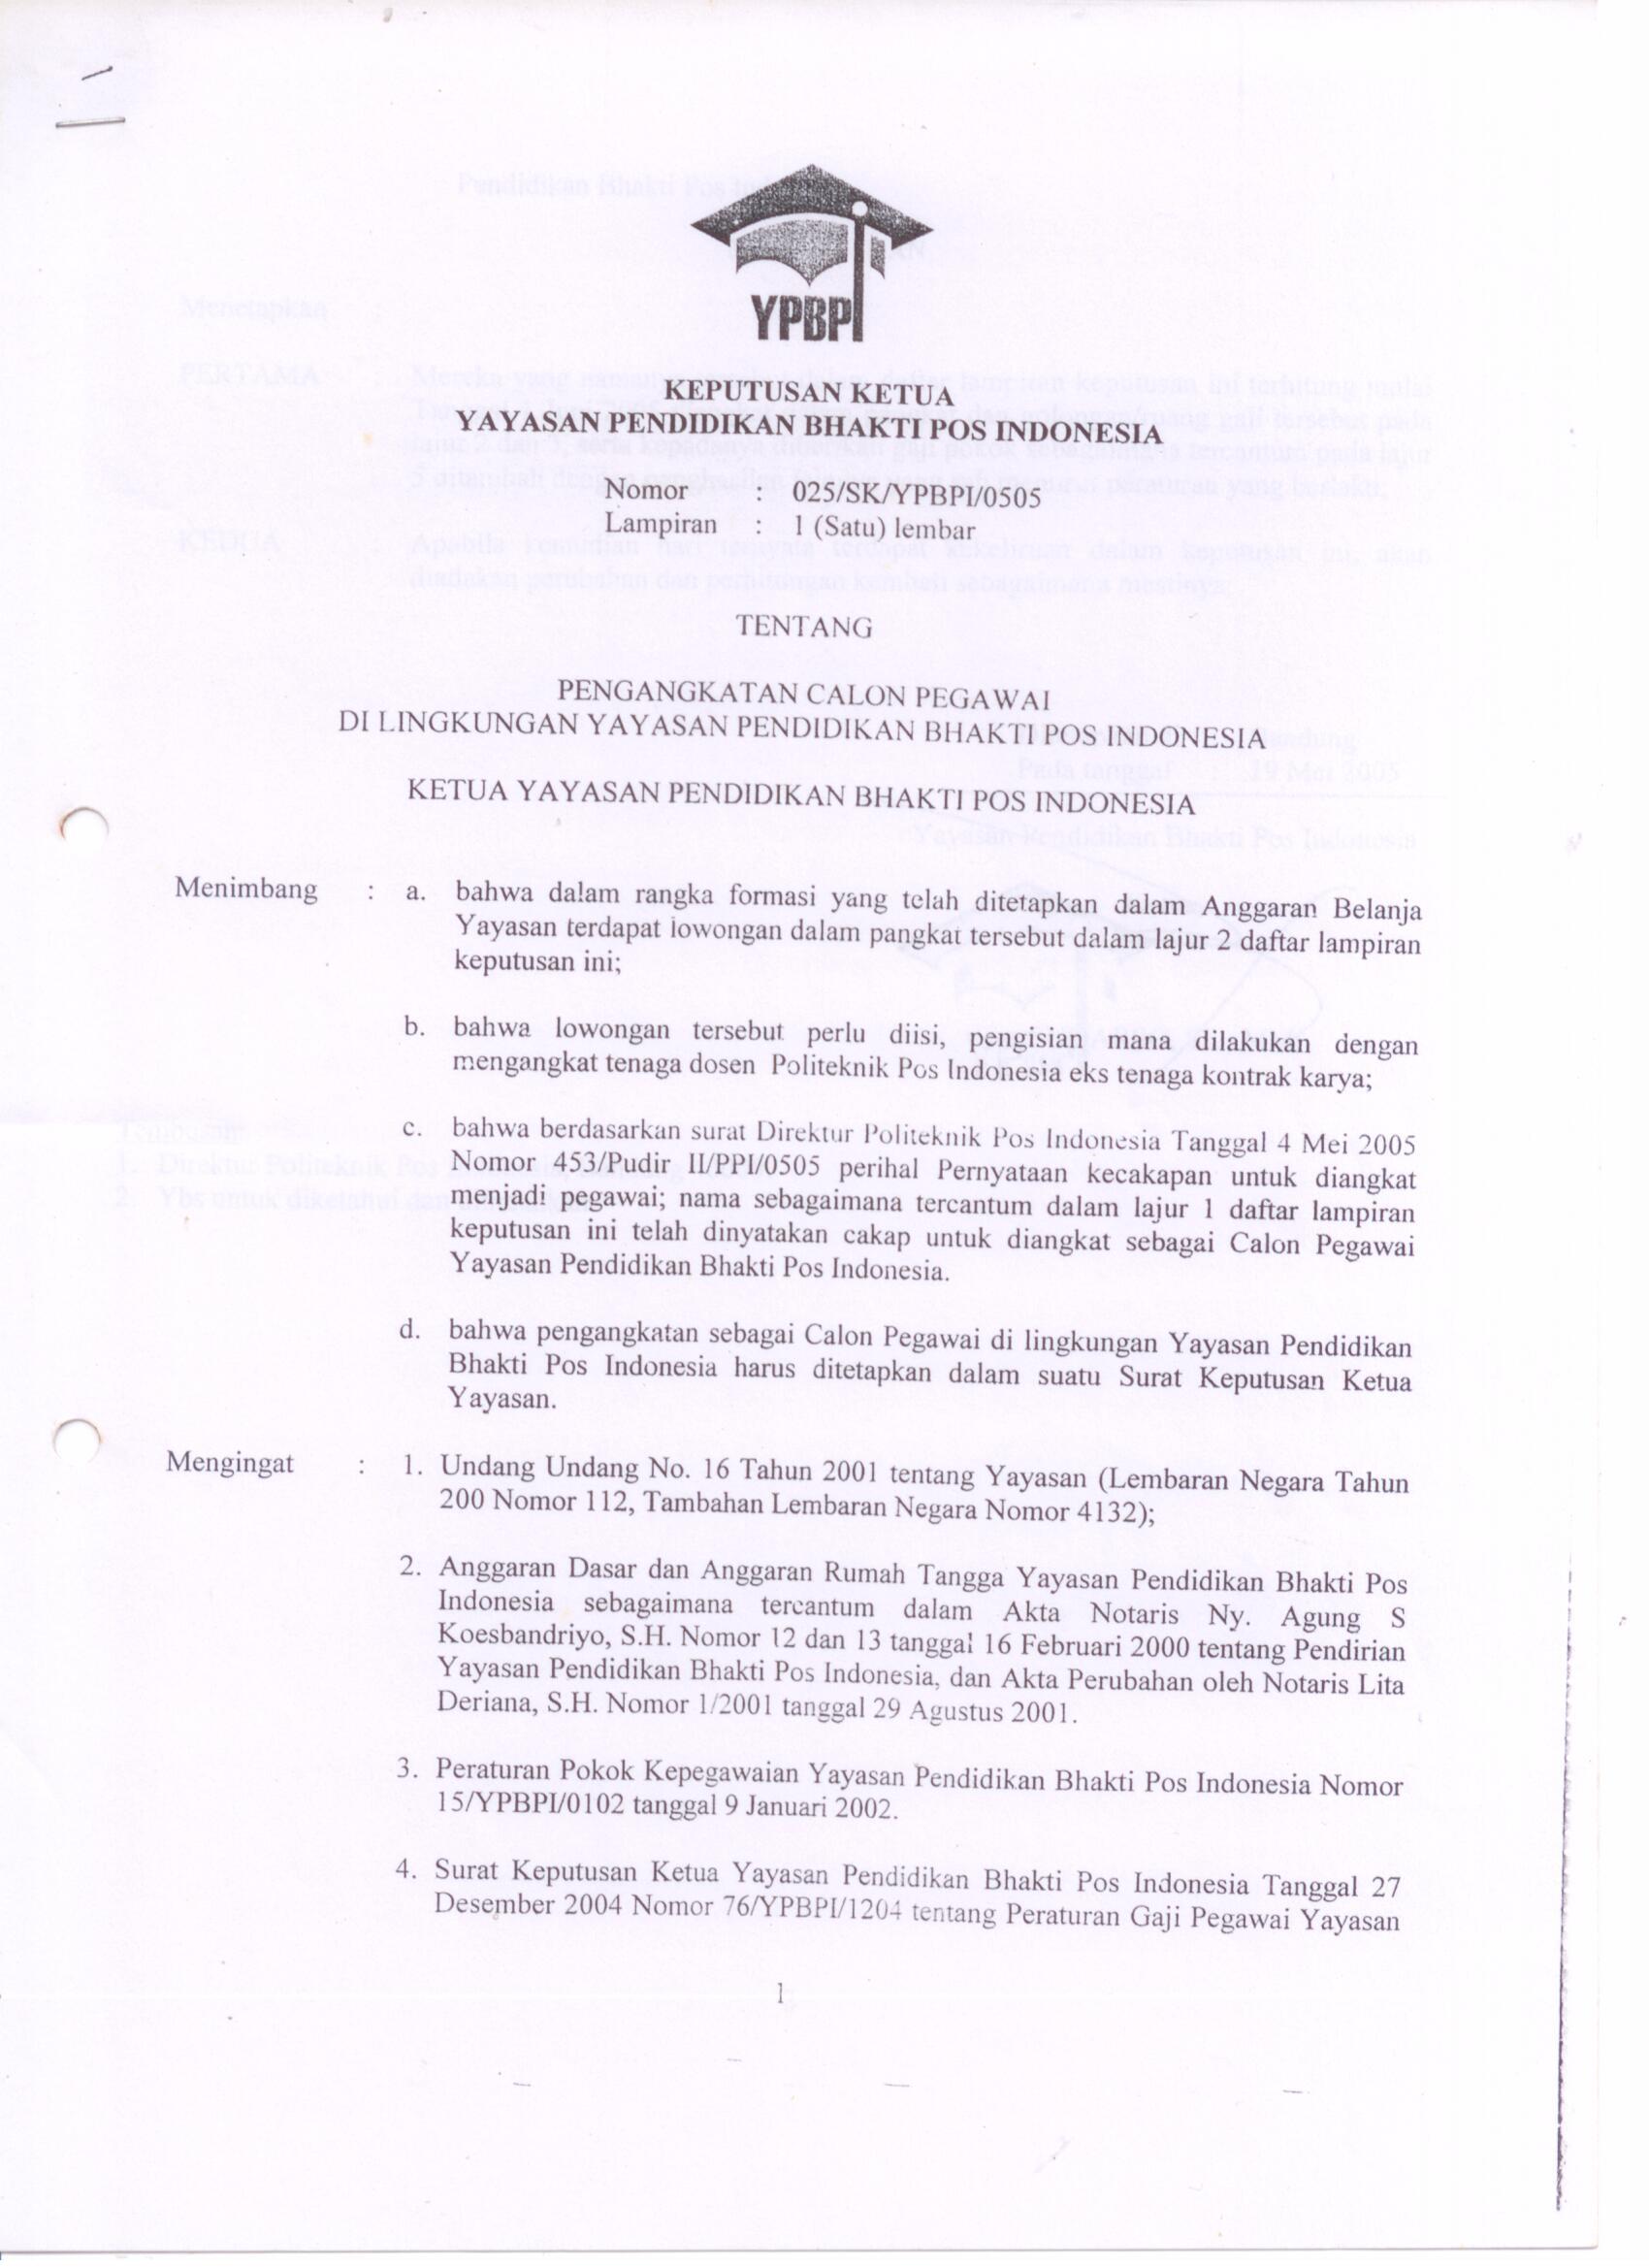 YPBPI
KEPUTUSAN KETUA
YAYASAN PENDIDIKAN BHAKTI POS INDONESIA
Nomor : 025/SK/YPBPI/0505
Lampiran : 1 (Satu) lembar
TENTANG
PENGANGKATAN CALON PEGAWAI
DI LINGKUNGAN YAYASAN PENDIDIKAN BHAKTI POS INDONESIA
KETUA YAYASAN PENDIDIKAN BHAKTI POS INDONESIA
Menimbang : a. bahwa dalam rangka formasi yang telah ditetapkan dalam Anggaran Belanja
Yayasan terdapat lowongan dalam pangkat tersebut dalam lajur 2 daftar lampiran
keputusan ini;
b. bahwa lowongan tersebut perlu diisi, pengisian mana dilakukan dengan
mengangkat tenaga dosen Politeknik Pos Indonesia eks tenaga kontrak karya;
c. bahwa berdasarkan surat Direktur Politeknik Pos Indonesia Tanggal 4 Mei 2005
Nomor 453/Pudir II/PPI/0505 perihal Pernyataan kecakapan untuk diangkat
menjadi pegawai; nama sebagaimana tercantum dalam lajur 1 daftar lampiran
keputusan ini telah dinyatakan cakap untuk diangkat sebagai Calon Pegawai
Yayasan Pendidikan Bhakti Pos Indonesia.
d. bahwa pengangkatan sebagai Calon Pegawai di lingkungan Yayasan Pendidikan
Bhakti Pos Indonesia harus ditetapkan dalam suatu Surat Keputusan Ketua
Yayasan.
Mengingat : 1. Undang Undang No. 16 Tahun 2001 tentang Yayasan (Lembaran Negara Tahun
200 Nomor 112, Tambahan Lembaran Negara Nomor 4132);
2. Anggaran Dasar dan Anggaran Rumah Tangga Yayasan Pendidikan Bhakti Pos
Indonesia sebagaimana tercantum dalam Akta Notaris Ny. Agung S
Koesbandriyo, S.H. Nomor 12 dan 13 tanggal 16 Februari 2000 tentang Pendirian
Yayasan Pendidikan Bhakti Pos Indonesia, dan Akta Perubahan oleh Notaris Lita
Deriana, S.H. Nomor 1/2001 tanggal 29 Agustus 2001.
3. Peraturan Pokok Kepegawaian Yayasan Pendidikan Bhakti Pos Indonesia Nomor
15/YPBPI/0102 tanggal 9 Januari 2002.
4. Surat Keputusan Ketua Yayasan Pendidikan Bhakti Pos Indonesia Tanggal 27
Desember 2004 Nomor 76/YPBPI/1204 tentang Peraturan Gaji Pegawai Yayasan
1